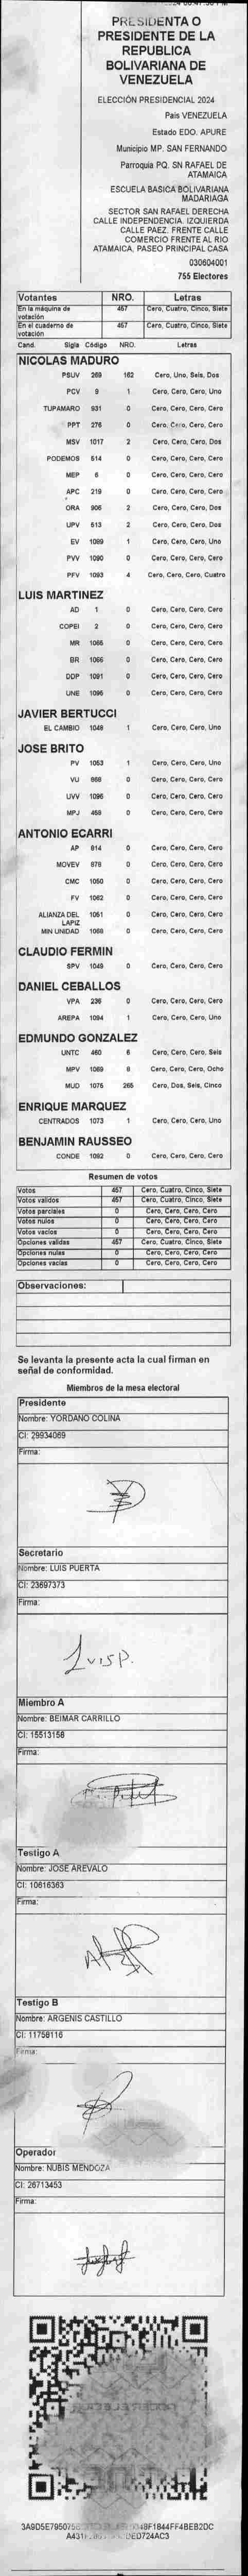 PRESIDENTA O
PRESIDENTE DE LA
REPUBLICA
BOLIVARIANA DE
VENEZUELA
ELECCIÓN PRESIDENCIAL 2024
Pais VENEZUELA
Estado EDO. APURE
Municipio MP. SAN FERNANDO
Parroquia PQ. SN RAFAEL DE
ATAMAICA
ESCUELA BASICA BOLIVARIANA
MADARIAGA
SECTOR SAN RAFAEL DERECHA
CALLE INDEPENDENCIA. IZQUIERDA
CALLE PAEZ. FRENTE CALLE
COMERCIO FRENTE AL RIO
ATAMAICA, PASEO PRINCIPAL CASA
030604001
755 Electores
Votantes NRO. Letras
En la máquina de votación 467 Cero, Cuatro, Cinco, Siete
En el cuaderno de votación 457 Cero, Cuatro, Cinco, Siete
Cand. Sigla Código NRO. Letras
NICOLAS MADURO
PSUV 269 162 Cero, Uno, Seis, Dos
PCV 9 1 Cero, Cero, Cero, Uno
TUPAMARO 931 0 Cero, Cero, Cero, Cero
PPT 276 0 Cero, Cero, Cero, Cero
MSV 1017 2 Cero, Cero, Cero, Dos
PODEMOS 514 0 Cero, Cero, Cero, Cero
MEP 6 0 Cero, Cero, Cero, Cero
APC 219 0 Cero, Cero, Cero, Cero
ORA 906 2 Cero, Cero, Cero, Dos
UPV 513 2 Cero, Cero, Cero, Dos
EV 1089 1 Cero, Cero, Cero, Uno
PVV 1090 0 Cero, Cero, Cero, Cero
PFV 1093 4 Cero, Cero, Cero, Cuatro
LUIS MARTINEZ
AD 1 0 Cero, Cero, Cero, Cero
COPEI 2 0 Cero, Cero, Cero, Cero
MR 1065 0 Cero, Cero, Cero, Cero
BR 1066 0 Cero, Cero, Cero, Cero
DDP 1091 0 Cero, Cero, Cero, Cero
UNE 1095 0 Cero, Cero, Cero, Cero
JAVIER BERTUCCI
EL CAMBIO 1048 1 Cero, Cero, Cero, Uno
JOSE BRITO
PV 1053 1 Cero, Cero, Cero, Uno
VU 868 0 Cero, Cero, Cero, Cero
UVV 1096 0 Cero, Cero, Cero, Cero
MPJ 458 0 Cero, Cero, Cero, Cero
ANTONIO ECARRI
AP 614 0 Cero, Cero, Cero, Cero
MOVEV 978 0 Cero, Cero, Cero, Cero
CMC 1050 0 Cero, Cero, Cero, Cero
FV 1062 0 Cero, Cero, Cero, Cero
ALIANZA DEL LAPIZ 1051 0 Cero, Cero, Cero, Cero
MIN UNIDAD 1068 0 Cero, Cero, Cero, Cero
CLAUDIO FERMIN
SPV 1049 0 Cero, Cero, Cero, Cero
DANIEL CEBALLOS
VPA 236 0 Cero, Cero, Cero, Cero
AREPA 1094 1 Cero, Cero, Cero, Uno
EDMUNDO GONZALEZ
UNTC 460 6 Cero, Cero, Cero, Seis
MPV 1069 8 Cero, Cero, Cero, Ocho
MUD 1075 265 Cero, Dos, Seis, Cinco
ENRIQUE MARQUEZ
CENTRADOS 1073 1 Cero, Cero, Cero, Uno
BENJAMIN RAUSSEO
CONDE 1092 0 Cero, Cero, Cero, Cero
Resumen de votos
Votos 457 Cero, Cuatro, Cinco, Siete
Votos validos 457 Cero, Cuatro, Cinco, Siete
Votos parciales 0 Cero, Cero, Cero, Cero
Votos nulos 0 Cero, Cero, Cero, Cero
Votos vacios 0 Cero, Cero, Cero, Cero
Opciones validas 457 Cero, Cuatro, Cinco, Siete
Opciones nulas 0 Cero, Cero, Cero, Cero
Opciones vacias 0 Cero, Cero, Cero, Cero
Observaciones:
Se levanta la presente acta la cual firman en
señal de conformidad.
Miembros de la mesa electoral
Presidente
Nombre: YORDANO COLINA
CI: 29934069
Firma:
Secretario
Nombre: LUIS PUERTA
CI: 23697373
Firma:
Luisp.
Miembro A
Nombre: BEIMAR CARRILLO
CI: 15513158
Firma:
Testigo A
Nombre: JOSE AREVALO
CI: 10616363
Firma:
Testigo B
Nombre: ARGENIS CASTILLO
CI: 11758116
Firma:
Operador
Nombre: NUBIS MENDOZA
CI: 26713453
Firma: